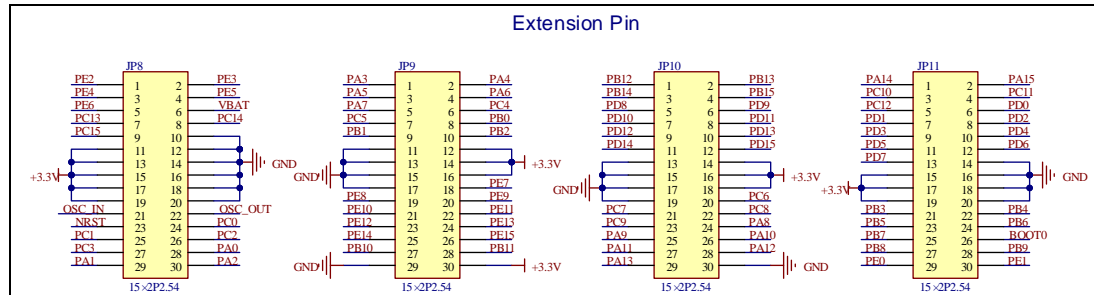 Extension Pin
JP8
PE2 1 2 PE3
PE4 3 4 PE5
PE6 5 6 VBAT
PC13 7 8 PC14
PC15 9 10
11 12
13 14 GND
+3.3V 15 16
17 18
19 20
OSC_IN 21 22 OSC_OUT
NRST 23 24 PC0
PC1 25 26 PC2
PC3 27 28 PA0
PA1 29 30 PA2
15×2P2.54
JP9
PA3 1 2 PA4
PA5 3 4 PA6
PA7 5 6 PC4
PC5 7 8 PB0
PB1 9 10 PB2
11 12
13 14 +3.3V
GND 15 16
17 18 PE7
PE8 19 20 PE9
PE10 21 22 PE11
PE12 23 24 PE13
PE14 25 26 PE15
PB10 27 28 PB11
GND 29 30 +3.3V
15×2P2.54
JP10
PB12 1 2 PB13
PB14 3 4 PB15
PD8 5 6 PD9
PD10 7 8 PD11
PD12 9 10 PD13
PD14 11 12 PD15
13 14
15 16 +3.3V
GND 17 18
19 20 PC6
PC7 21 22 PC8
PC9 23 24 PA8
PA9 25 26 PA10
PA11 27 28 PA12
PA13 29 30 GND
15×2P2.54
JP11
PA14 1 2 PA15
PC10 3 4 PC11
PC12 5 6 PD0
PD1 7 8 PD2
PD3 9 10 PD4
PD5 11 12 PD6
PD7 13 14
15 16 GND
+3.3V 17 18
19 20
PB3 21 22 PB4
PB5 23 24 PB6
PB7 25 26 BOOT0
PB8 27 28 PB9
PE0 29 30 PE1
15×2P2.54